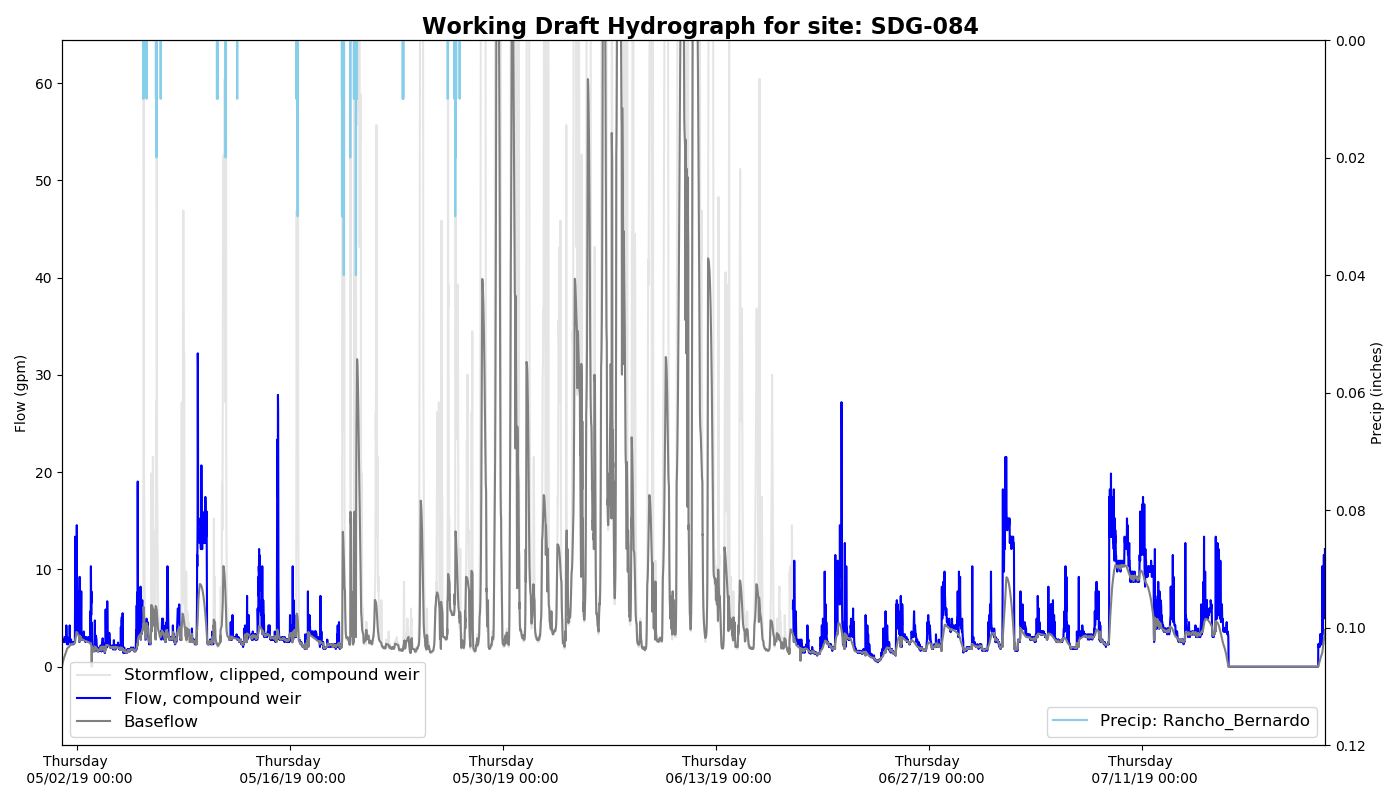 Working Draft Hydrograph for site: SDG-084
60
50
40
30
20
10
0
Flow (gpm)
0.00
0.02
0.04
0.06
0.08
0.10
0.12
Precip (inches)
Stormflow, clipped, compound weir
Flow, compound weir
Baseflow
Precip: Rancho_Bernardo
Thursday
05/02/19 00:00
Thursday
05/16/19 00:00
Thursday
05/30/19 00:00
Thursday
06/13/19 00:00
Thursday
06/27/19 00:00
Thursday
07/11/19 00:00